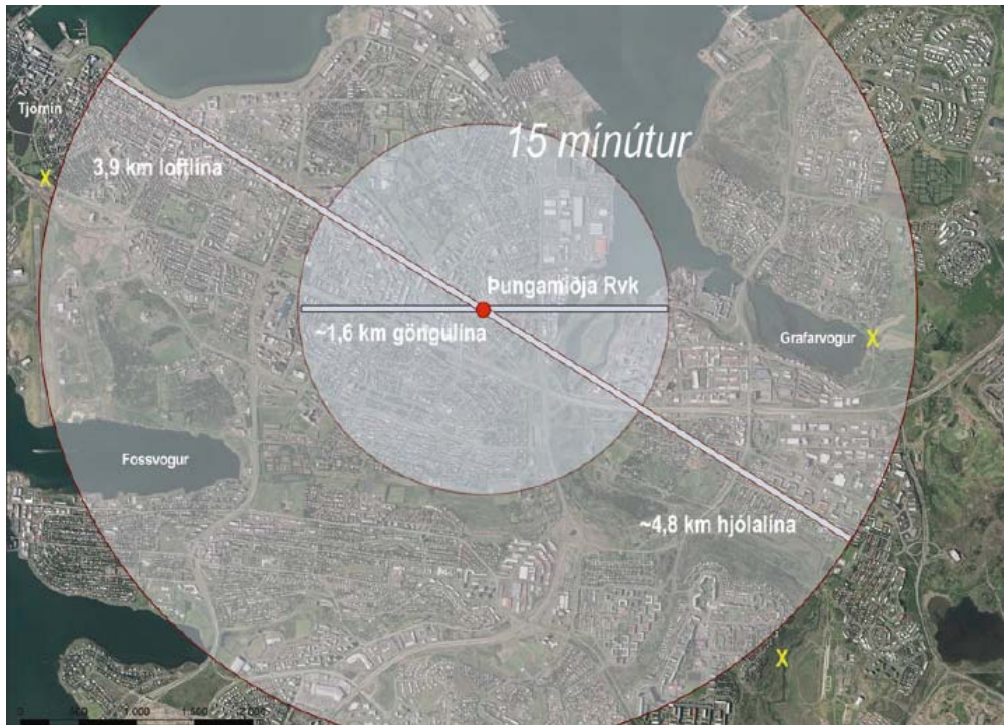 15 mínútur
Tjörnin
3,9 km loftlína
Þungamiðja Rvk
~1,6 km göngulína
Grafarvogur
Fossvogur
~4,8 km hjólalína
X
X
X
0 500 1.000 1.500 2.000